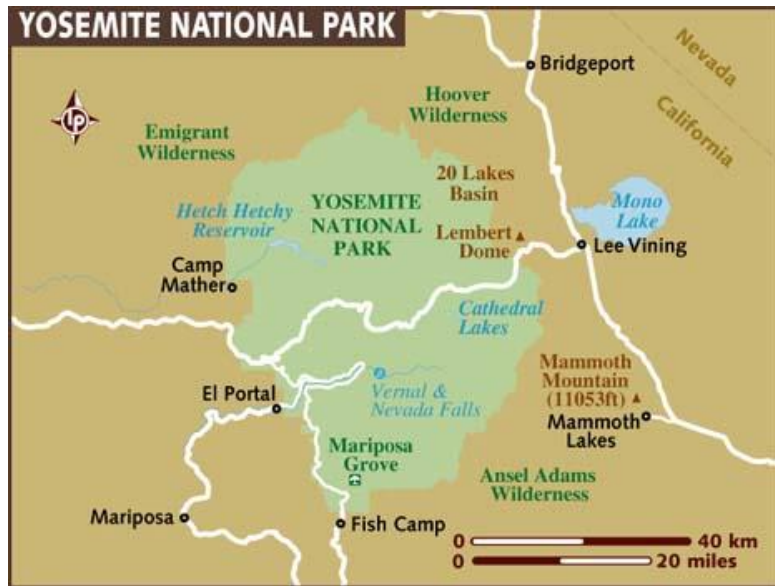 YOSEMITE NATIONAL PARK
Nevada
California
Bridgeport
lp
Hoover
Wilderness
Emigrant
Wilderness
20 Lakes
Basin
YOSEMITE
NATIONAL
PARK
Mono
Lake
Hetch Hetchy
Reservoir
Lembert
Dome
Lee Vining
Camp
Mather
Cathedral
Lakes
Mammoth
Mountain
(11053ft)
El Portal
Vernal &
Nevada Falls
Mammoth
Lakes
Mariposa
Grove
Ansel Adams
Wilderness
Mariposa
Fish Camp
0 40 km
0 20 miles